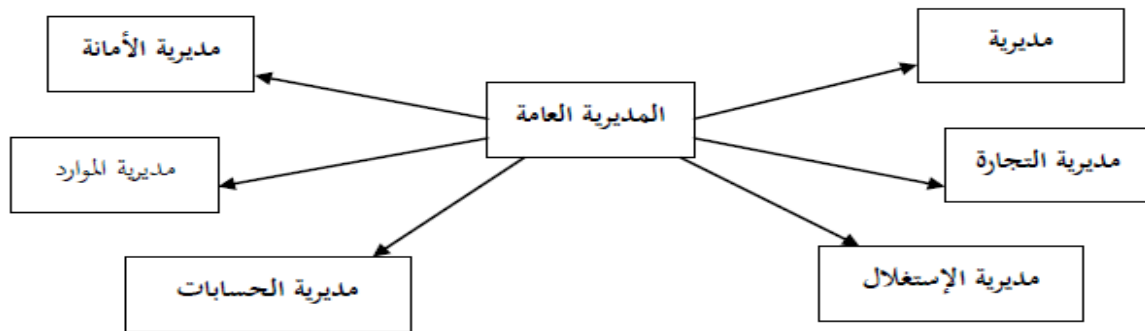 مديرية
مديرية الأمانة
المديرية العامة
مديرية التجارة
مديرية الموارد
مديرية الإستغلال
مديرية الحسابات